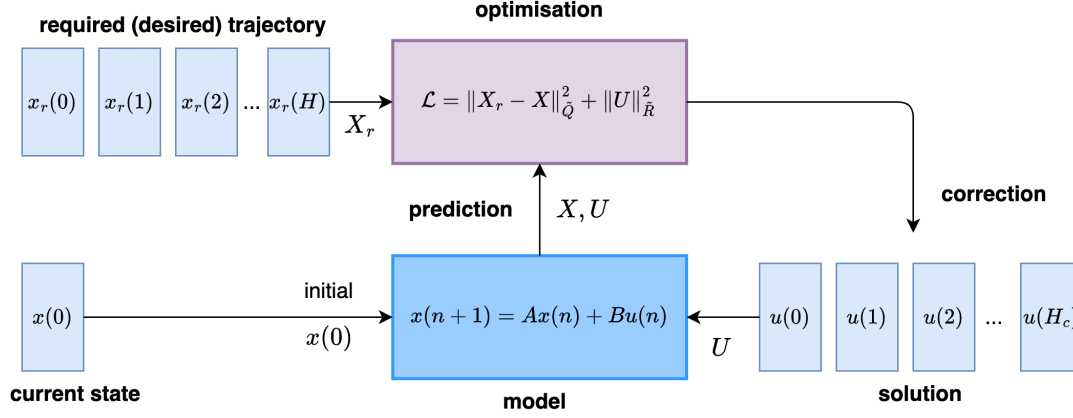 optimisation
required (desired) trajectory
x_r(0) x_r(1) x_r(2) ... x_r(H)
X_r
ℒ = ‖X_r − X‖²_Q̃ + ‖U‖²_R̃
correction
prediction
X, U
x(0)
initial
x(0)
x(n + 1) = Ax(n) + Bu(n)
U
u(0) u(1) u(2) ... u(H_c)
current state
model
solution